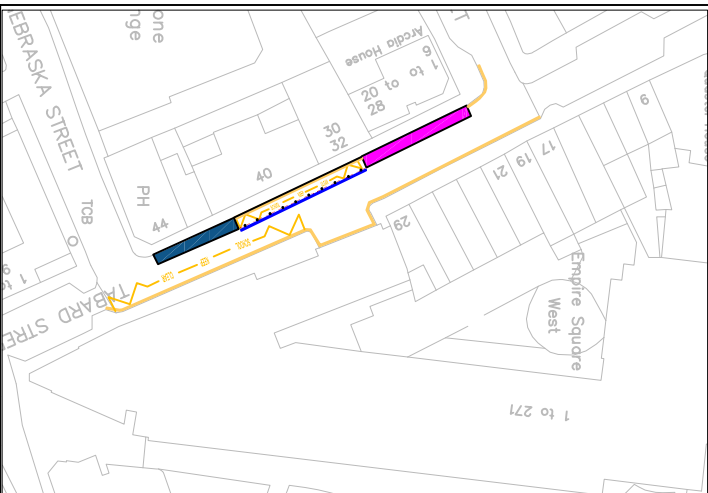 EBRASKA STREET
one
nge
T
Arcdia House
1 to 6
20 to
28
30
32
40
PH
44
TCB
TABARD STRE
17
19
21
29
9
Empire Square
West
1 to 271